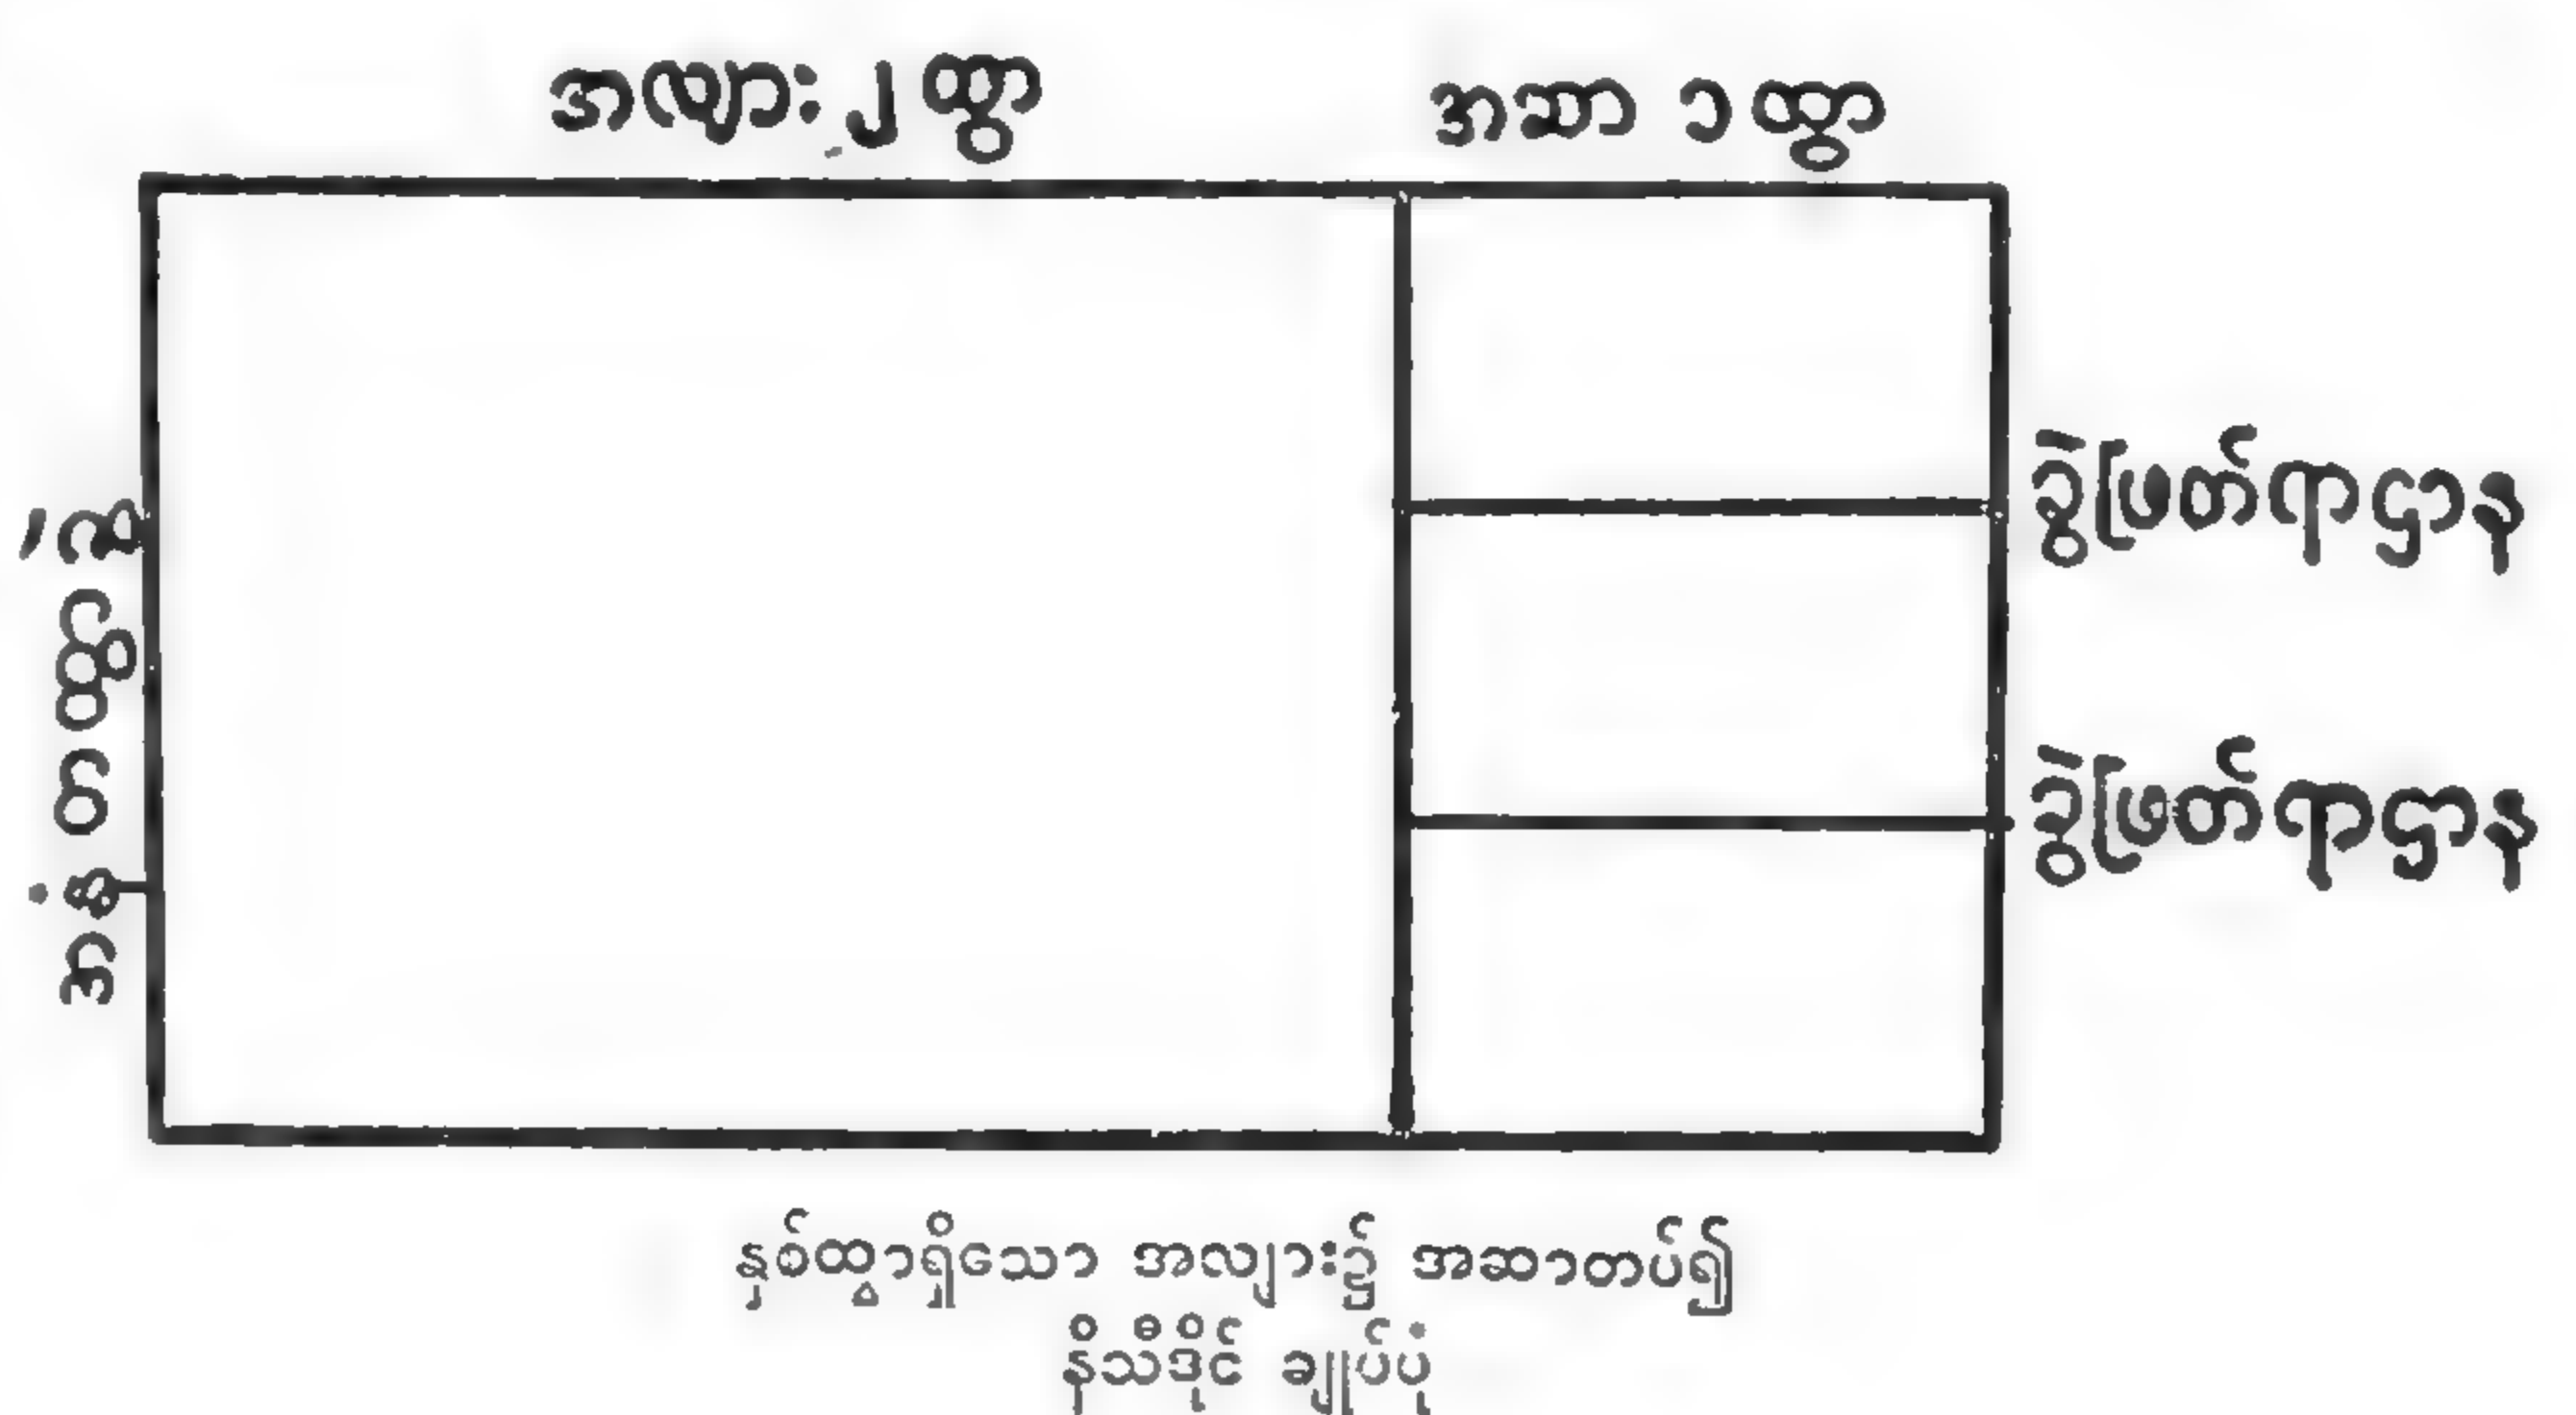 အလျား ၂ ထွာ
အဆာ ၁ ထွာ
ခွဲဖြတ်ရာဌာန
ခွဲဖြတ်ရာဌာန
အနံ တထွာ
နှစ်ထွာရှိသော အလျား၌ အဆာတပ်၍
နိသီဒိုင် ချုပ်ပုံ